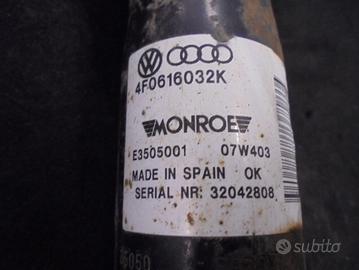 4F0616032K
MONROE
E3505001 07W403
MADE IN SPAIN OK
SERIAL NR: 32042808
subito